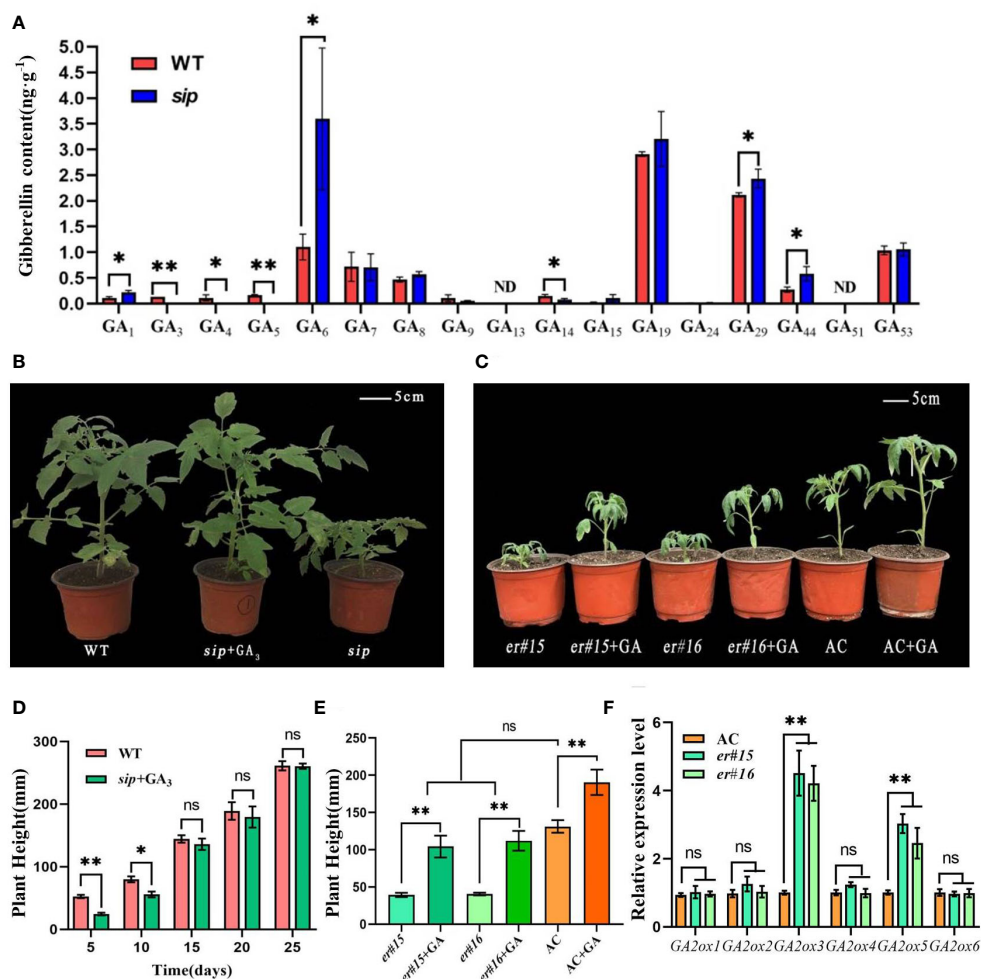 A
Gibberellin content(ng·g⁻¹)
5.0
4.5
4.0
3.5
3.0
2.5
2.0
1.5
1.0
0.5
0.0
WT
sip
*
**
*
**
*
ND
*
*
*
ND
GA₁ GA₃ GA₄ GA₅ GA₆ GA₇ GA₈ GA₉ GA₁₃ GA₁₄ GA₁₅ GA₁₉ GA₂₄ GA₂₉ GA₄₄ GA₅₁ GA₅₃
B
5cm
WT sip+GA₃ sip
C
5cm
er#15 er#15+GA er#16 er#16+GA AC AC+GA
D
Plant Height(mm)
300
200
100
0
WT
sip+GA₃
** * ns ns ns
5 10 15 20 25
Time(days)
E
Plant Height(mm)
250
200
150
100
50
0
ns
** ** **
er#15 er#15+GA er#16 er#16+GA AC AC+GA
F
Relative expression level
6
4
2
0
AC
er#15
er#16
ns ns ** ns ** ns
GA2ox1 GA2ox2 GA2ox3 GA2ox4 GA2ox5 GA2ox6